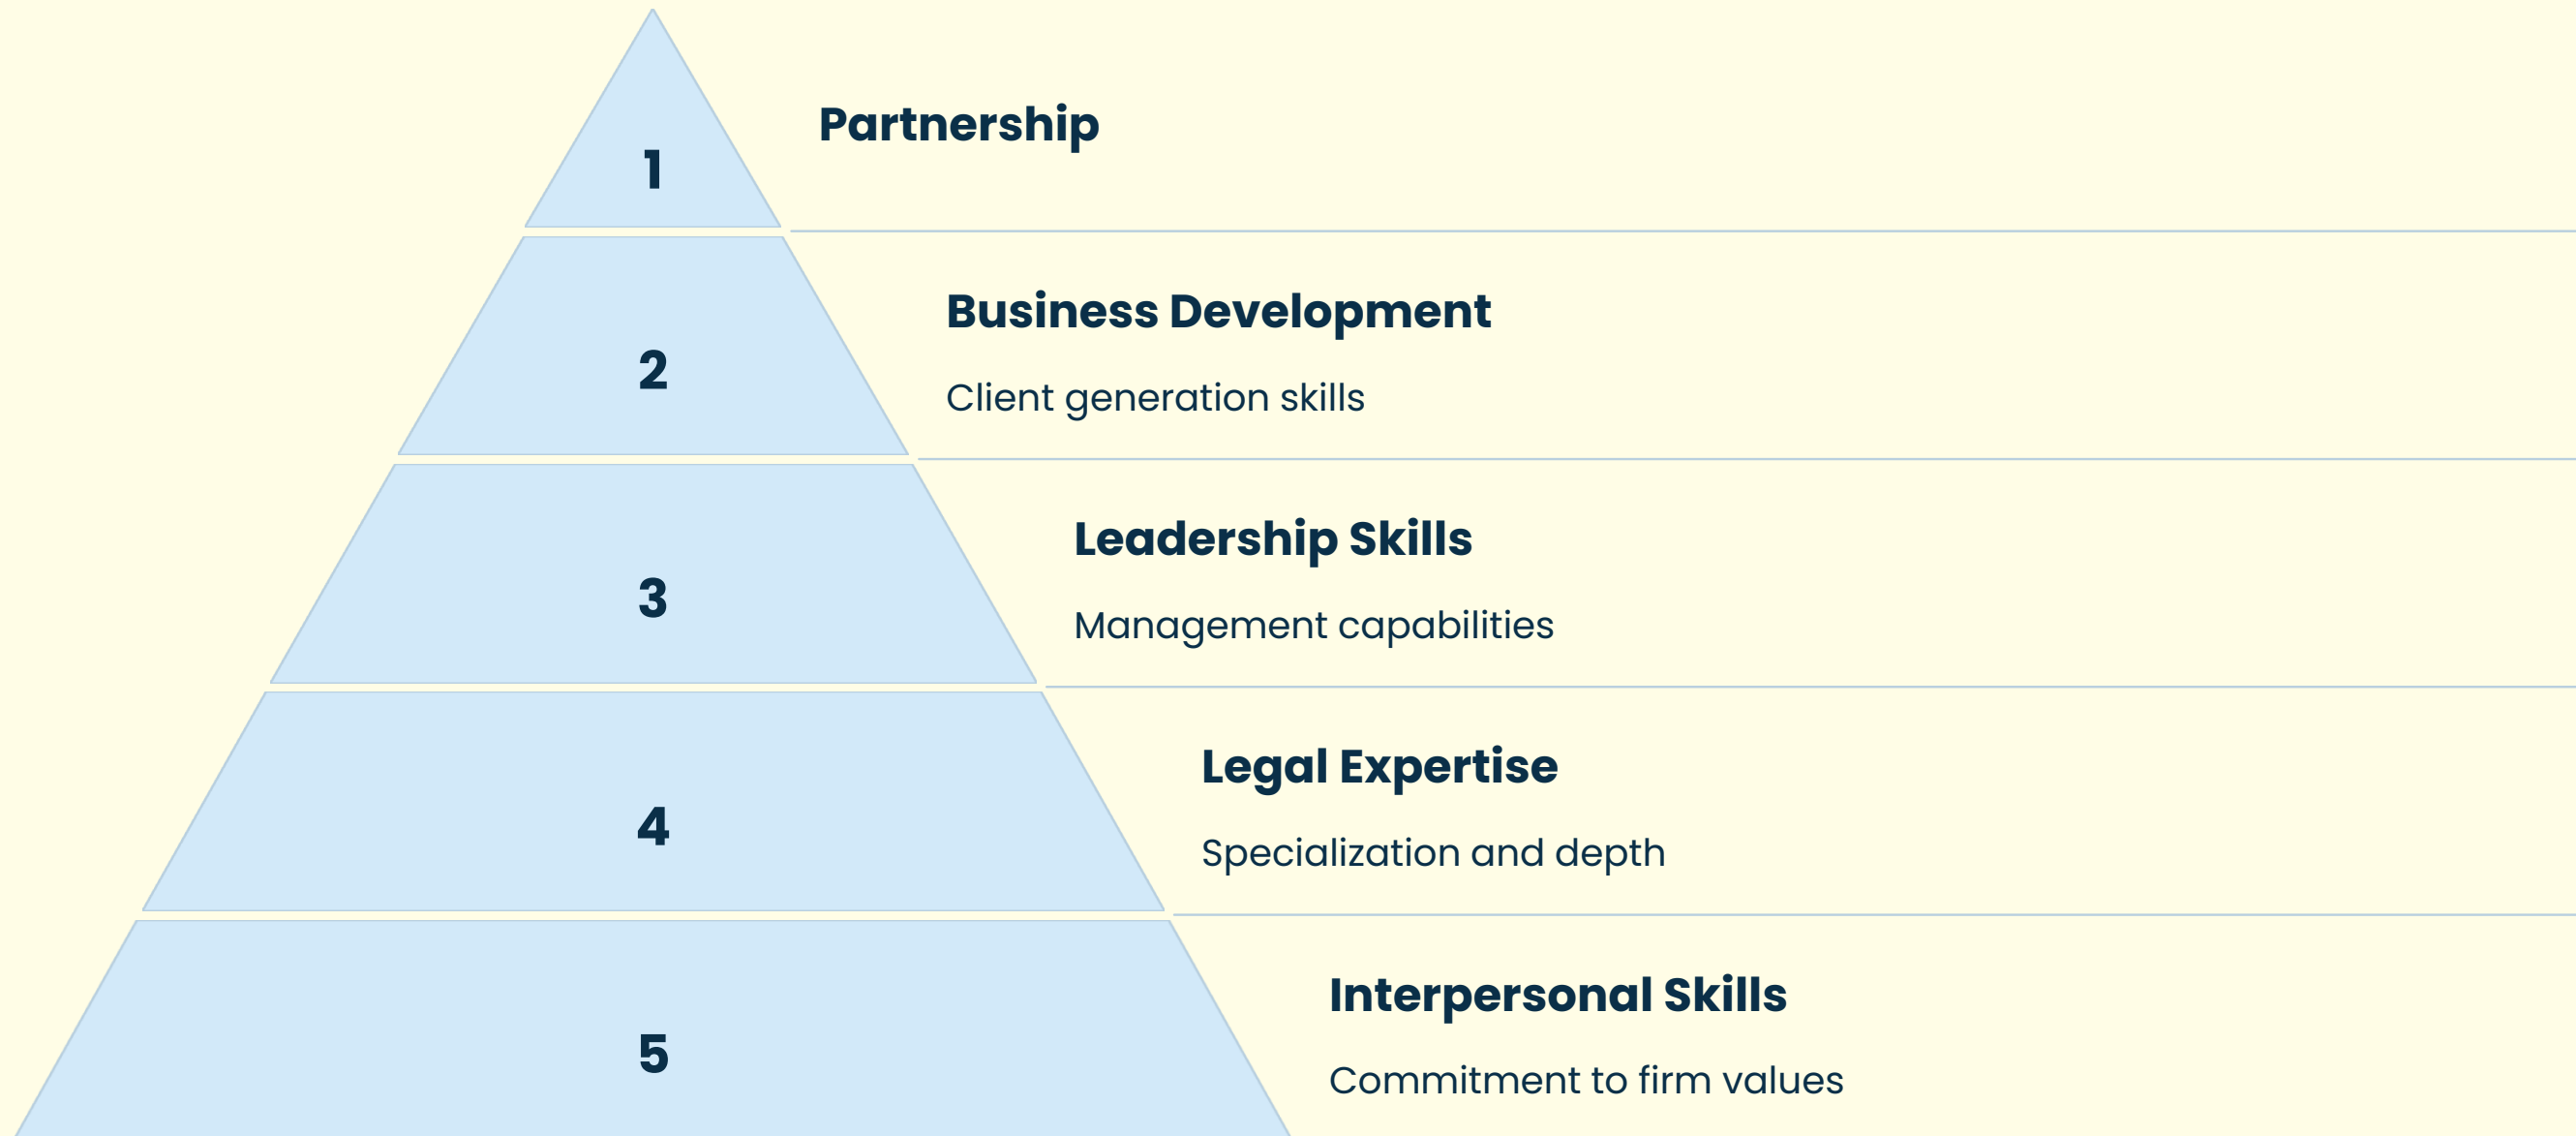 1
Partnership
2
Business Development
Client generation skills
3
Leadership Skills
Management capabilities
4
Legal Expertise
Specialization and depth
5
Interpersonal Skills
Commitment to firm values